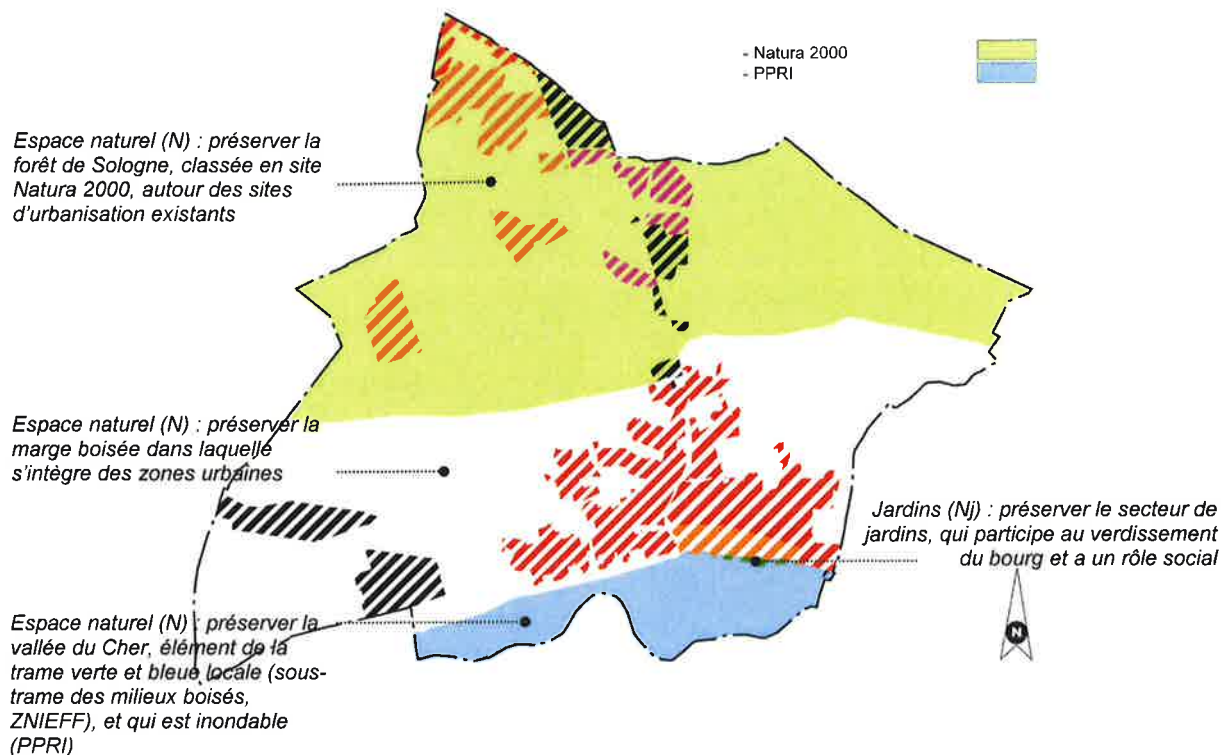 - Natura 2000
- PPRI
Espace naturel (N) : préserver la
forêt de Sologne, classée en site
Natura 2000, autour des sites
d'urbanisation existants
Espace naturel (N) : préserver la
marge boisée dans laquelle
s'intègre des zones urbaines
Jardins (Nj) : préserver le secteur de
jardins, qui participe au verdissement
du bourg et a un rôle social
N
Espace naturel (N) : préserver la
vallée du Cher, élément de la
trame verte et bleue locale (sous-
trame des milieux boisés,
ZNIEFF), et qui est inondable
(PPRI)